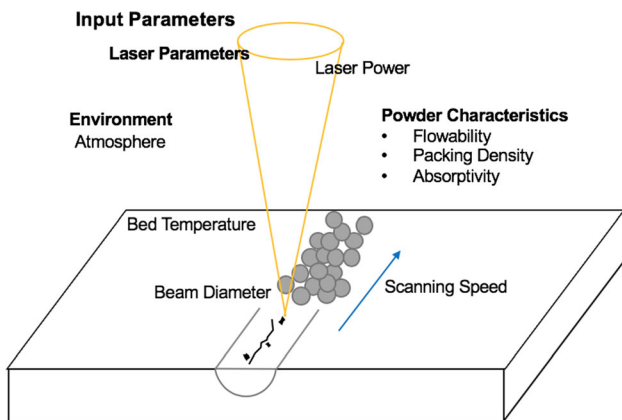 Input Parameters
Laser Parameters
Laser Power
Environment
Atmosphere
Powder Characteristics
• Flowability
• Packing Density
• Absorptivity
Bed Temperature
Beam Diameter
Scanning Speed